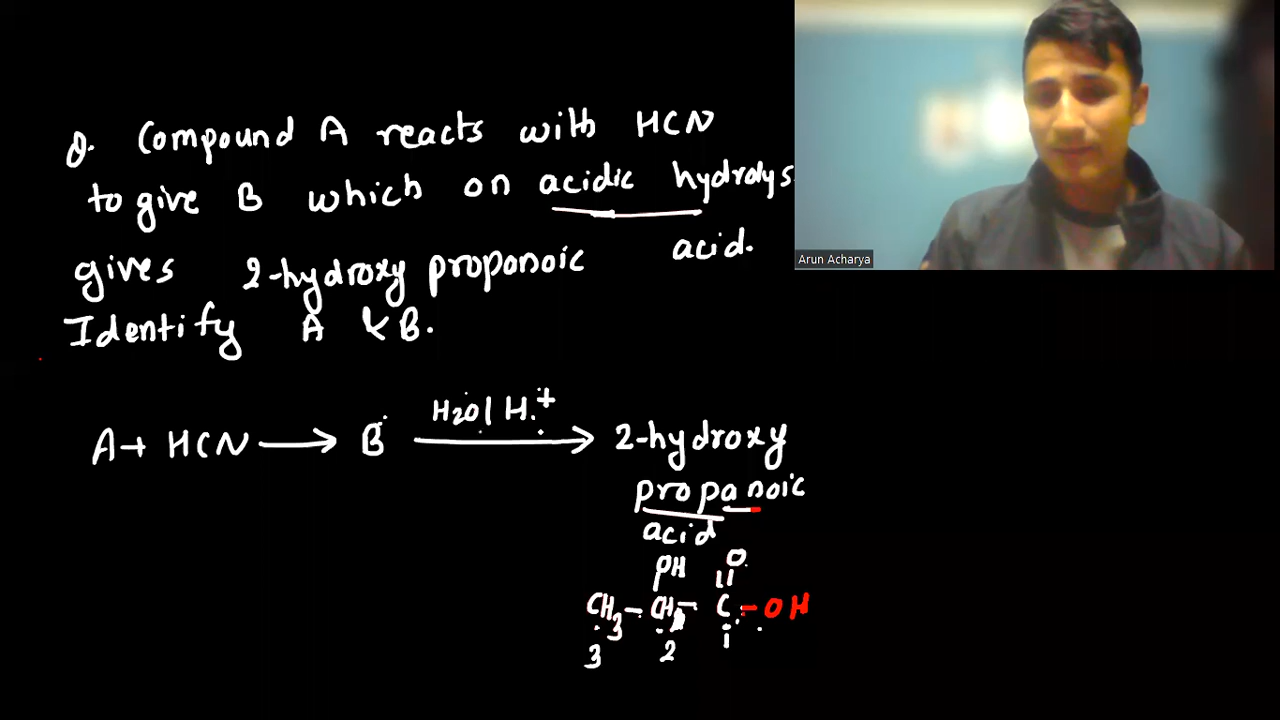 Q. Compound A reacts with HCN
to give B which on acidic hydrolys
gives 2-hydroxy propanoic acid.
Identify A & B.
Arun Acharya
A+ HCN → B H2O/H+ → 2-hydroxy
propanoic
acid
OH O
CH3 - CH - C - OH
3 2 1